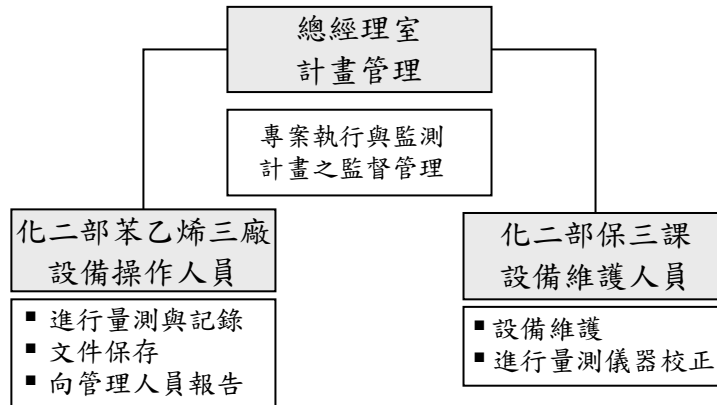 總經理室
計畫管理
專案執行與監測
計畫之監督管理
化二部苯乙烯三廠
設備操作人員
▪ 進行量測與記錄
▪ 文件保存
▪ 向管理人員報告
化二部保三課
設備維護人員
▪ 設備維護
▪ 進行量測儀器校正